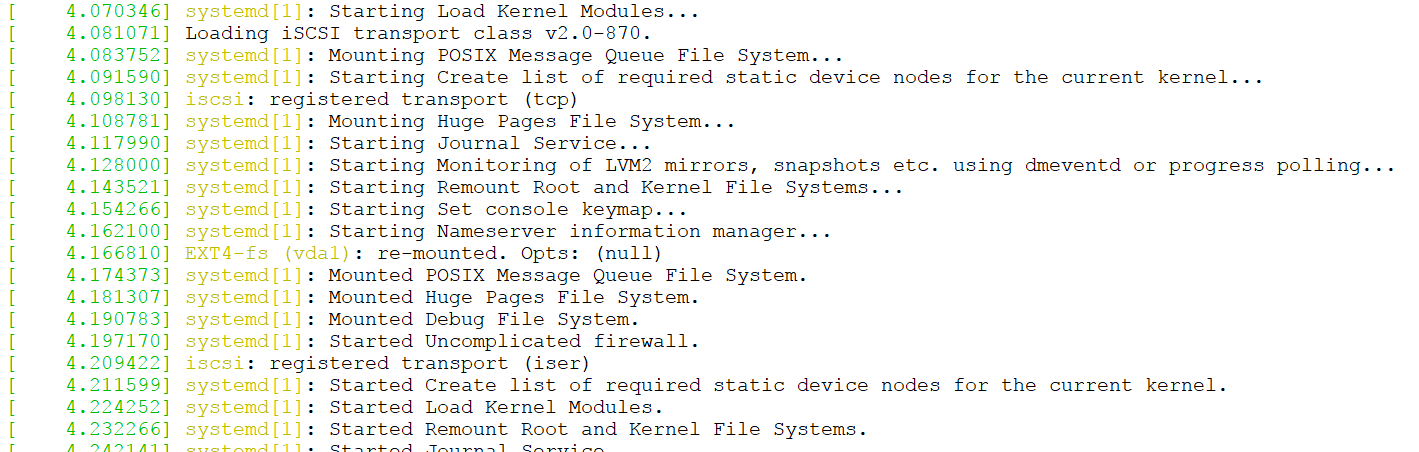 [    4.070346] systemd[1]: Starting Load Kernel Modules...
[    4.081071] Loading iSCSI transport class v2.0-870.
[    4.083752] systemd[1]: Mounting POSIX Message Queue File System...
[    4.091590] systemd[1]: Starting Create list of required static device nodes for the current kernel...
[    4.098130] iscsi: registered transport (tcp)
[    4.108781] systemd[1]: Mounting Huge Pages File System...
[    4.117990] systemd[1]: Starting Journal Service...
[    4.128000] systemd[1]: Starting Monitoring of LVM2 mirrors, snapshots etc. using dmeventd or progress polling...
[    4.143521] systemd[1]: Starting Remount Root and Kernel File Systems...
[    4.154266] systemd[1]: Starting Set console keymap...
[    4.162100] systemd[1]: Starting Nameserver information manager...
[    4.166810] EXT4-fs (vda1): re-mounted. Opts: (null)
[    4.174373] systemd[1]: Mounted POSIX Message Queue File System.
[    4.181307] systemd[1]: Mounted Huge Pages File System.
[    4.190783] systemd[1]: Mounted Debug File System.
[    4.197170] systemd[1]: Started Uncomplicated firewall.
[    4.209422] iscsi: registered transport (iser)
[    4.211599] systemd[1]: Started Create list of required static device nodes for the current kernel.
[    4.224252] systemd[1]: Started Load Kernel Modules.
[    4.232266] systemd[1]: Started Remount Root and Kernel File Systems.
[    4.242141] systemd[1]: Started Journal Service